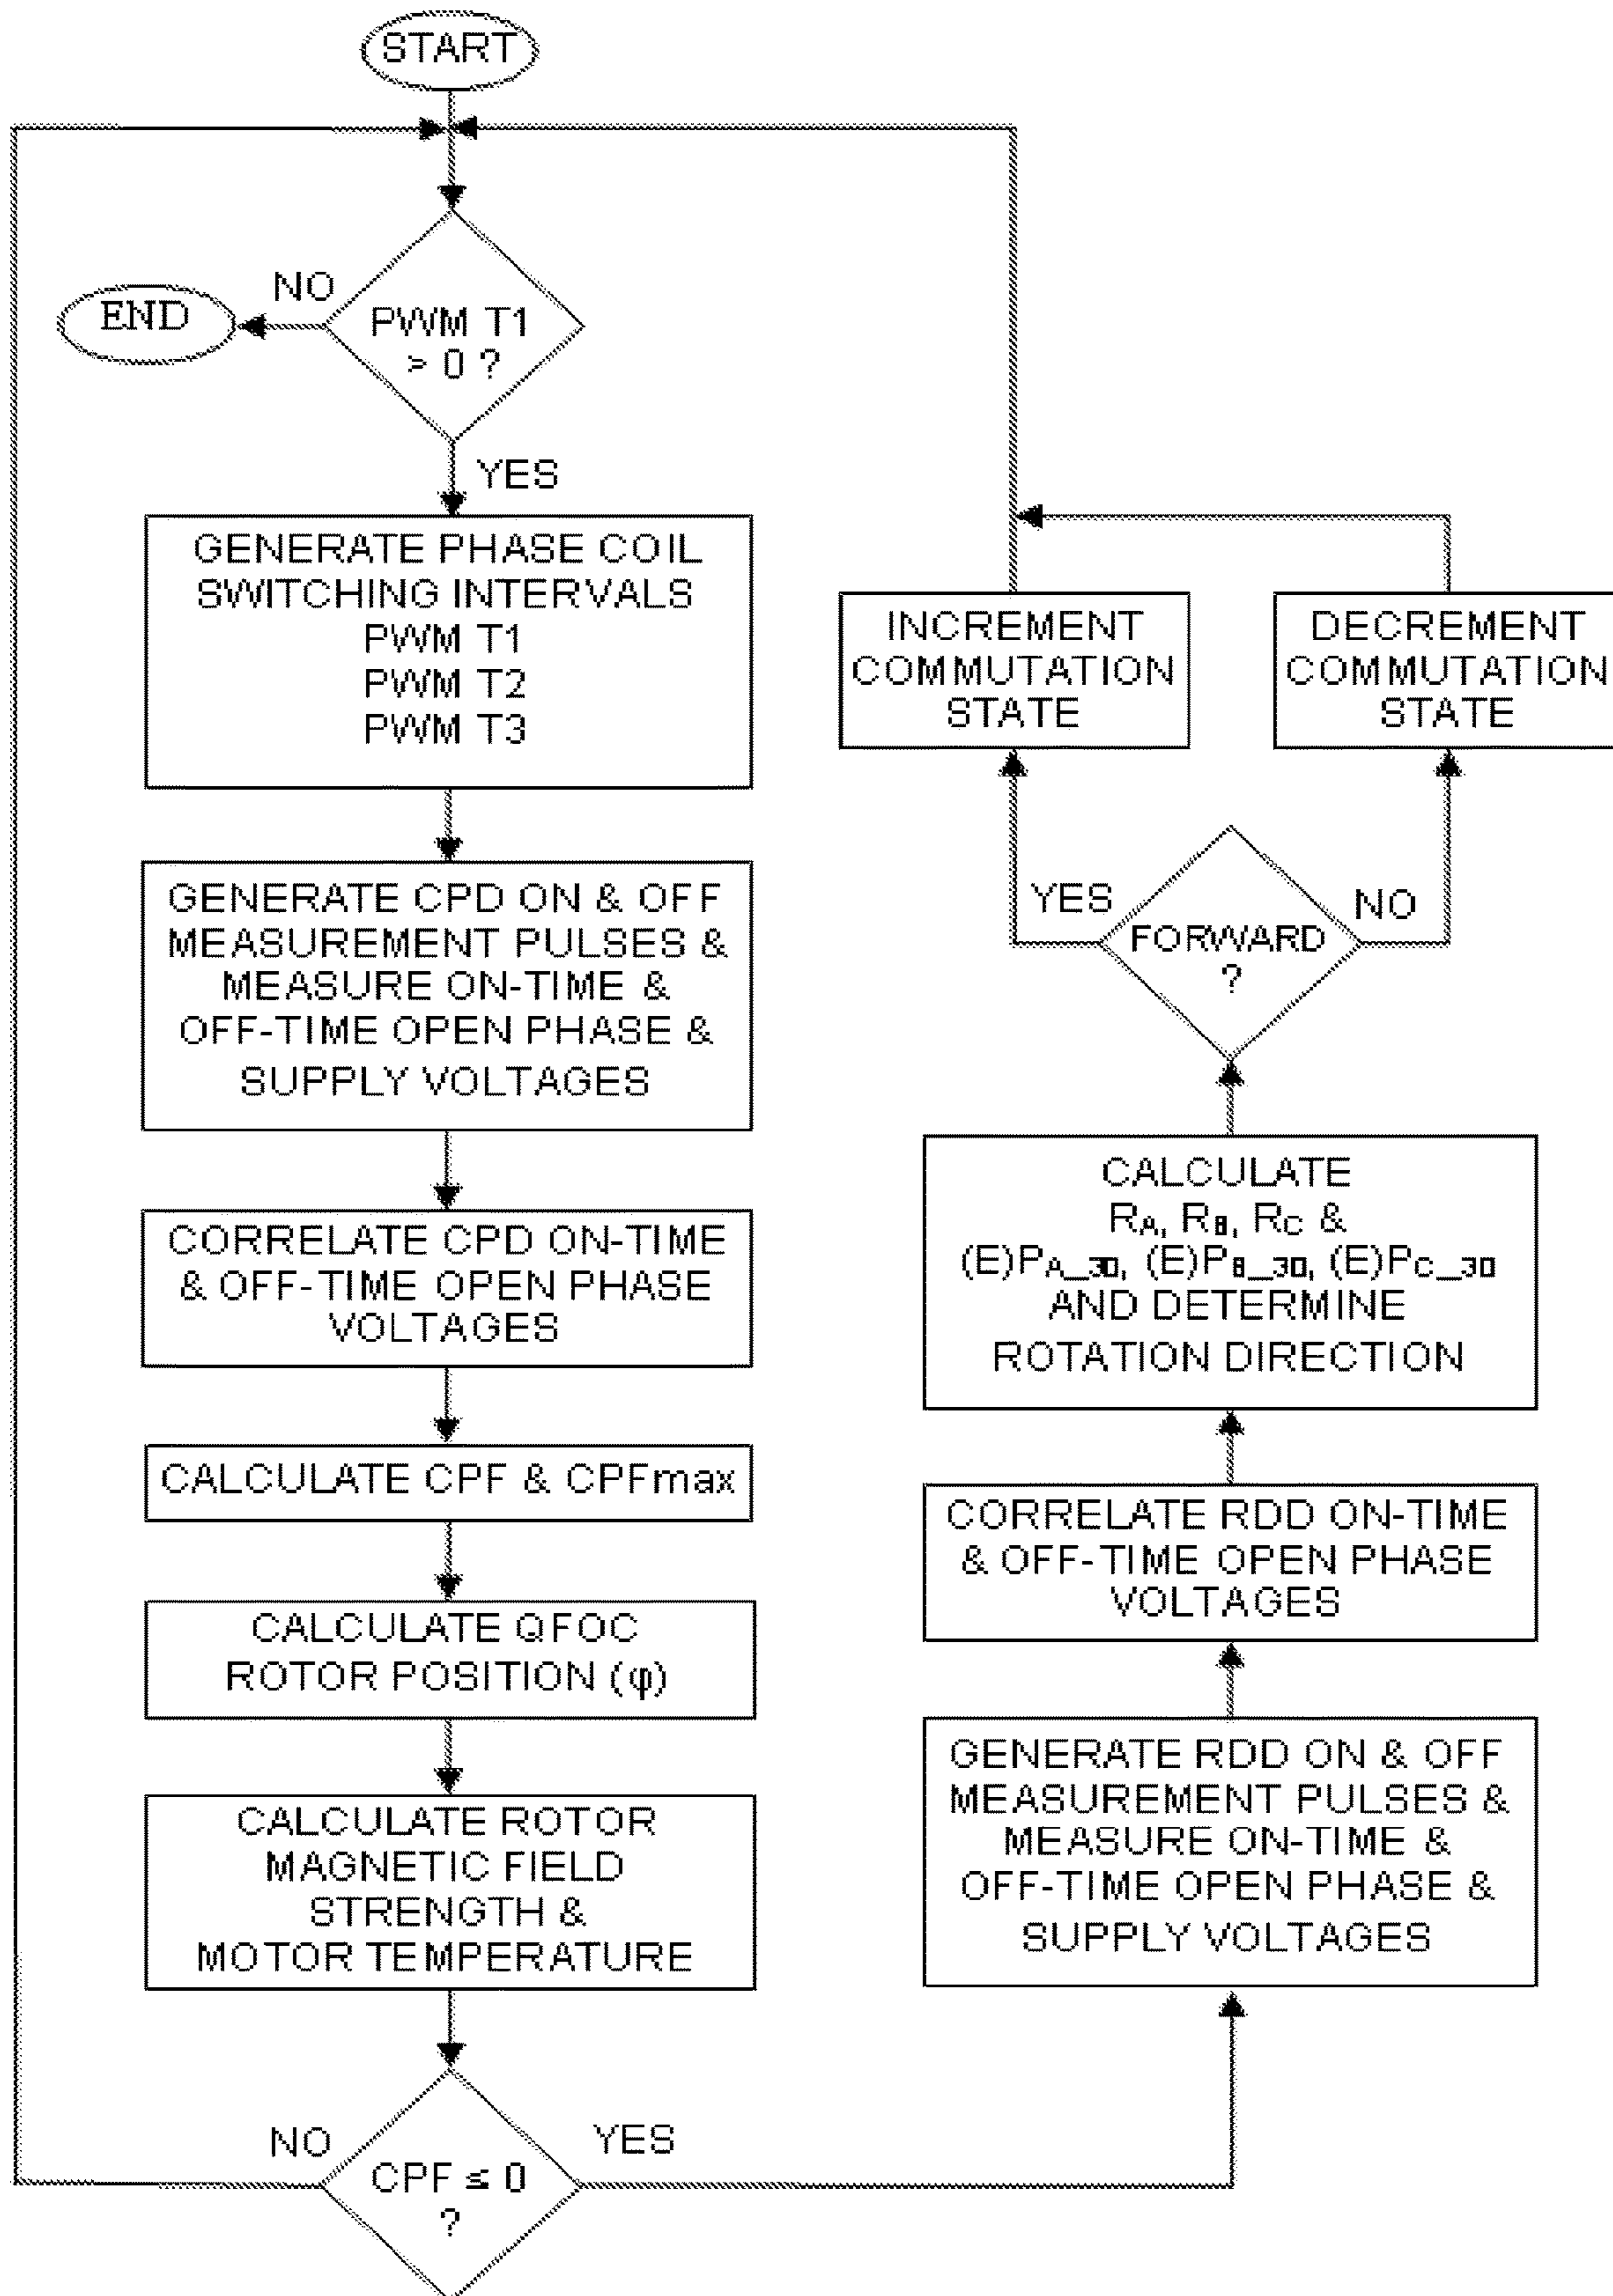 START
NO
END
PWM T1
> 0 ?
YES
GENERATE PHASE COIL
SWITCHING INTERVALS
PWM T1
PWM T2
PWM T3
GENERATE CPD ON & OFF
MEASUREMENT PULSES &
MEASURE ON-TIME &
OFF-TIME OPEN PHASE &
SUPPLY VOLTAGES
CORRELATE CPD ON-TIME
& OFF-TIME OPEN PHASE
VOLTAGES
CALCULATE CPF & CPFmax
CALCULATE QFOC
ROTOR POSITION (φ)
CALCULATE ROTOR
MAGNETIC FIELD
STRENGTH &
MOTOR TEMPERATURE
NO
YES
CPF ≤ 0
?
INCREMENT
COMMUTATION
STATE
DECREMENT
COMMUTATION
STATE
YES
NO
FORWARD
?
CALCULATE
RA, RB, RC &
(E)PA_30, (E)PB_30, (E)PC_30
AND DETERMINE
ROTATION DIRECTION
CORRELATE RDD ON-TIME
& OFF-TIME OPEN PHASE
VOLTAGES
GENERATE RDD ON & OFF
MEASUREMENT PULSES &
MEASURE ON-TIME &
OFF-TIME OPEN PHASE &
SUPPLY VOLTAGES